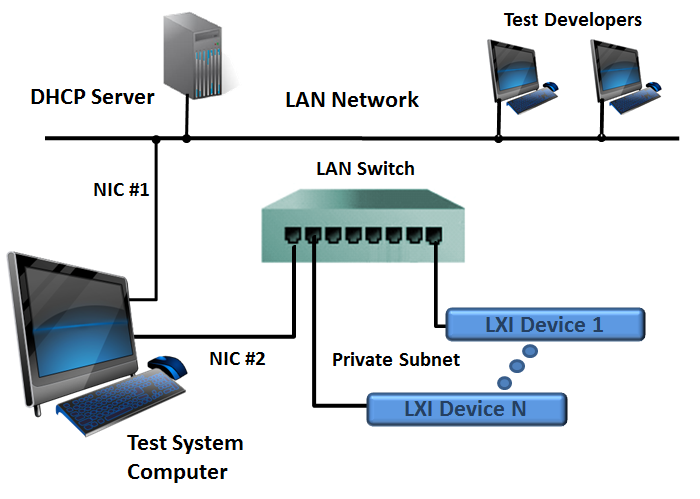 Test Developers
DHCP Server
LAN Network
LAN Switch
NIC #1
LXI Device 1
NIC #2
Private Subnet
LXI Device N
Test System
Computer